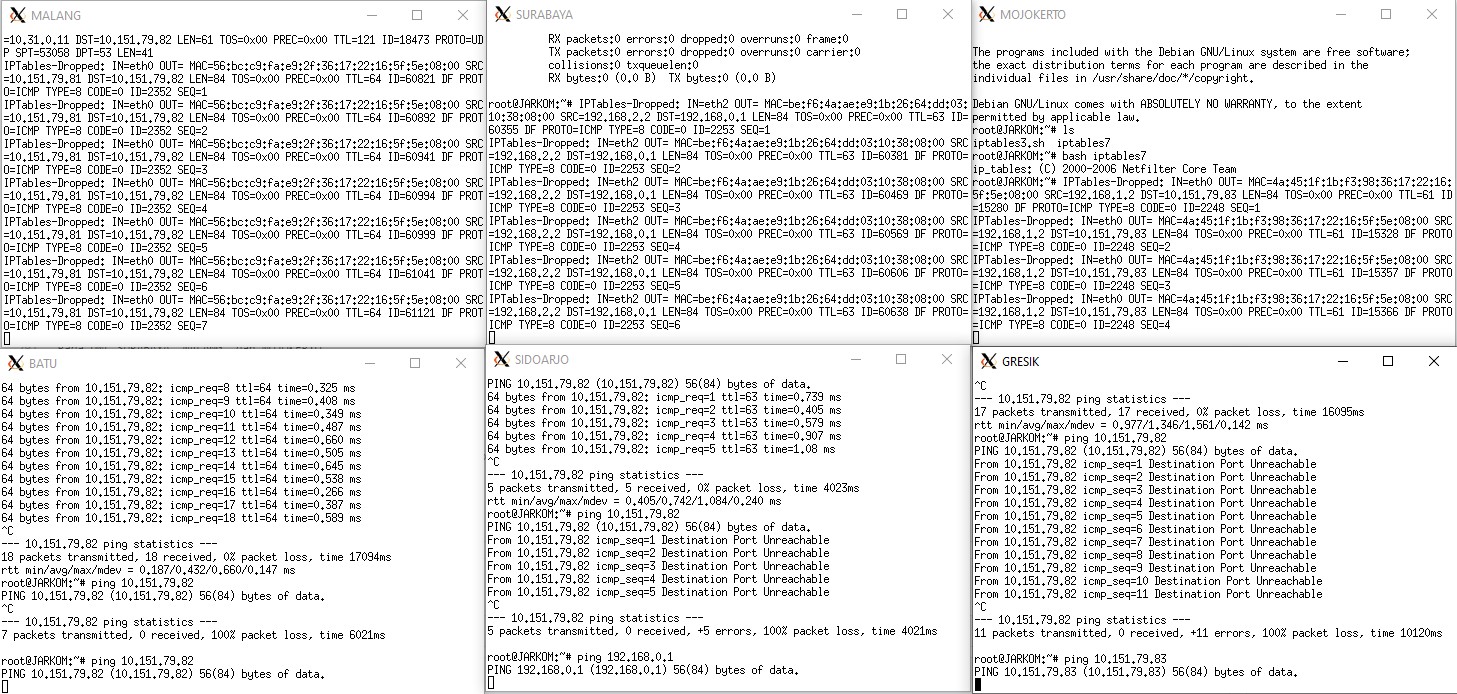 MALANG
=10.31.0.11 DST=10.151.79.82 LEN=61 TOS=0x00 PREC=0x00 TTL=121 ID=18473 PROTO=UD
P SPT=53058 DPT=53 LEN=41
IPTables-Dropped: IN=eth0 OUT= MAC=56:bc:c9:fa:e9:2f:36:17:22:16:5f:5e:08:00 SRC
=10.151.79.81 DST=10.151.79.82 LEN=84 TOS=0x00 PREC=0x00 TTL=64 ID=60821 DF PROT
O=ICMP TYPE=8 CODE=0 ID=2352 SEQ=1
IPTables-Dropped: IN=eth0 OUT= MAC=56:bc:c9:fa:e9:2f:36:17:22:16:5f:5e:08:00 SRC
=10.151.79.81 DST=10.151.79.82 LEN=84 TOS=0x00 PREC=0x00 TTL=64 ID=60892 DF PROT
O=ICMP TYPE=8 CODE=0 ID=2352 SEQ=2
IPTables-Dropped: IN=eth0 OUT= MAC=56:bc:c9:fa:e9:2f:36:17:22:16:5f:5e:08:00 SRC
=10.151.79.81 DST=10.151.79.82 LEN=84 TOS=0x00 PREC=0x00 TTL=64 ID=60941 DF PROT
O=ICMP TYPE=8 CODE=0 ID=2352 SEQ=3
IPTables-Dropped: IN=eth0 OUT= MAC=56:bc:c9:fa:e9:2f:36:17:22:16:5f:5e:08:00 SRC
=10.151.79.81 DST=10.151.79.82 LEN=84 TOS=0x00 PREC=0x00 TTL=64 ID=60994 DF PROT
O=ICMP TYPE=8 CODE=0 ID=2352 SEQ=4
IPTables-Dropped: IN=eth0 OUT= MAC=56:bc:c9:fa:e9:2f:36:17:22:16:5f:5e:08:00 SRC
=10.151.79.81 DST=10.151.79.82 LEN=84 TOS=0x00 PREC=0x00 TTL=64 ID=60999 DF PROT
O=ICMP TYPE=8 CODE=0 ID=2352 SEQ=5
IPTables-Dropped: IN=eth0 OUT= MAC=56:bc:c9:fa:e9:2f:36:17:22:16:5f:5e:08:00 SRC
=10.151.79.81 DST=10.151.79.82 LEN=84 TOS=0x00 PREC=0x00 TTL=64 ID=61041 DF PROT
O=ICMP TYPE=8 CODE=0 ID=2352 SEQ=6
IPTables-Dropped: IN=eth0 OUT= MAC=56:bc:c9:fa:e9:2f:36:17:22:16:5f:5e:08:00 SRC
=10.151.79.81 DST=10.151.79.82 LEN=84 TOS=0x00 PREC=0x00 TTL=64 ID=61121 DF PROT
O=ICMP TYPE=8 CODE=0 ID=2352 SEQ=7
SURABAYA
RX packets:0 errors:0 dropped:0 overruns:0 frame:0
TX packets:0 errors:0 dropped:0 overruns:0 carrier:0
collisions:0 txqueuelen:0
RX bytes:0 (0.0 B)  TX bytes:0 (0.0 B)
root@JARKOM:~# IPTables-Dropped: IN=eth2 OUT= MAC=be:f6:4a:ae:e9:1b:26:64:dd:03:
10:38:08:00 SRC=192.168.2.2 DST=192.168.0.1 LEN=84 TOS=0x00 PREC=0x00 TTL=63 ID=
60355 DF PROTO=ICMP TYPE=8 CODE=0 ID=2253 SEQ=1
IPTables-Dropped: IN=eth2 OUT= MAC=be:f6:4a:ae:e9:1b:26:64:dd:03:10:38:08:00 SRC
=192.168.2.2 DST=192.168.0.1 LEN=84 TOS=0x00 PREC=0x00 TTL=63 ID=60381 DF PROTO=
ICMP TYPE=8 CODE=0 ID=2253 SEQ=2
IPTables-Dropped: IN=eth2 OUT= MAC=be:f6:4a:ae:e9:1b:26:64:dd:03:10:38:08:00 SRC
=192.168.2.2 DST=192.168.0.1 LEN=84 TOS=0x00 PREC=0x00 TTL=63 ID=60469 DF PROTO=
ICMP TYPE=8 CODE=0 ID=2253 SEQ=3
IPTables-Dropped: IN=eth2 OUT= MAC=be:f6:4a:ae:e9:1b:26:64:dd:03:10:38:08:00 SRC
=192.168.2.2 DST=192.168.0.1 LEN=84 TOS=0x00 PREC=0x00 TTL=63 ID=60569 DF PROTO=
ICMP TYPE=8 CODE=0 ID=2253 SEQ=4
IPTables-Dropped: IN=eth2 OUT= MAC=be:f6:4a:ae:e9:1b:26:64:dd:03:10:38:08:00 SRC
=192.168.2.2 DST=192.168.0.1 LEN=84 TOS=0x00 PREC=0x00 TTL=63 ID=60606 DF PROTO=
ICMP TYPE=8 CODE=0 ID=2253 SEQ=5
IPTables-Dropped: IN=eth2 OUT= MAC=be:f6:4a:ae:e9:1b:26:64:dd:03:10:38:08:00 SRC
=192.168.2.2 DST=192.168.0.1 LEN=84 TOS=0x00 PREC=0x00 TTL=63 ID=60638 DF PROTO=
ICMP TYPE=8 CODE=0 ID=2253 SEQ=6
MOJOKERTO
The programs included with the Debian GNU/Linux system are free software;
the exact distribution terms for each program are described in the
individual files in /usr/share/doc/*/copyright.
Debian GNU/Linux comes with ABSOLUTELY NO WARRANTY, to the extent
permitted by applicable law.
root@JARKOM:~# ls
iptables3.sh  iptables7
root@JARKOM:~# bash iptables7
ip_tables: (C) 2000-2006 Netfilter Core Team
root@JARKOM:~# IPTables-Dropped: IN=eth0 OUT= MAC=4a:45:1f:1b:f3:98:36:17:22:16:
5f:5e:08:00 SRC=192.168.1.2 DST=10.151.79.83 LEN=84 TOS=0x00 PREC=0x00 TTL=61 ID
=15280 DF PROTO=ICMP TYPE=8 CODE=0 ID=2248 SEQ=1
IPTables-Dropped: IN=eth0 OUT= MAC=4a:45:1f:1b:f3:98:36:17:22:16:5f:5e:08:00 SRC
=192.168.1.2 DST=10.151.79.83 LEN=84 TOS=0x00 PREC=0x00 TTL=61 ID=15328 DF PROTO
=ICMP TYPE=8 CODE=0 ID=2248 SEQ=2
IPTables-Dropped: IN=eth0 OUT= MAC=4a:45:1f:1b:f3:98:36:17:22:16:5f:5e:08:00 SRC
=192.168.1.2 DST=10.151.79.83 LEN=84 TOS=0x00 PREC=0x00 TTL=61 ID=15357 DF PROTO
=ICMP TYPE=8 CODE=0 ID=2248 SEQ=3
IPTables-Dropped: IN=eth0 OUT= MAC=4a:45:1f:1b:f3:98:36:17:22:16:5f:5e:08:00 SRC
=192.168.1.2 DST=10.151.79.83 LEN=84 TOS=0x00 PREC=0x00 TTL=61 ID=15366 DF PROTO
=ICMP TYPE=8 CODE=0 ID=2248 SEQ=4
BATU
64 bytes from 10.151.79.82: icmp_req=8 ttl=64 time=0.325 ms
64 bytes from 10.151.79.82: icmp_req=9 ttl=64 time=0.408 ms
64 bytes from 10.151.79.82: icmp_req=10 ttl=64 time=0.349 ms
64 bytes from 10.151.79.82: icmp_req=11 ttl=64 time=0.487 ms
64 bytes from 10.151.79.82: icmp_req=12 ttl=64 time=0.660 ms
64 bytes from 10.151.79.82: icmp_req=13 ttl=64 time=0.505 ms
64 bytes from 10.151.79.82: icmp_req=14 ttl=64 time=0.645 ms
64 bytes from 10.151.79.82: icmp_req=15 ttl=64 time=0.538 ms
64 bytes from 10.151.79.82: icmp_req=16 ttl=64 time=0.266 ms
64 bytes from 10.151.79.82: icmp_req=17 ttl=64 time=0.387 ms
64 bytes from 10.151.79.82: icmp_req=18 ttl=64 time=0.589 ms
^C
--- 10.151.79.82 ping statistics ---
18 packets transmitted, 18 received, 0% packet loss, time 17094ms
rtt min/avg/max/mdev = 0.187/0.432/0.660/0.147 ms
root@JARKOM:~# ping 10.151.79.82
PING 10.151.79.82 (10.151.79.82) 56(84) bytes of data.
^C
--- 10.151.79.82 ping statistics ---
7 packets transmitted, 0 received, 100% packet loss, time 6021ms
root@JARKOM:~# ping 10.151.79.82
PING 10.151.79.82 (10.151.79.82) 56(84) bytes of data.
SIDOARJO
PING 10.151.79.82 (10.151.79.82) 56(84) bytes of data.
64 bytes from 10.151.79.82: icmp_req=1 ttl=63 time=0.739 ms
64 bytes from 10.151.79.82: icmp_req=2 ttl=63 time=0.405 ms
64 bytes from 10.151.79.82: icmp_req=3 ttl=63 time=0.579 ms
64 bytes from 10.151.79.82: icmp_req=4 ttl=63 time=0.907 ms
64 bytes from 10.151.79.82: icmp_req=5 ttl=63 time=1.08 ms
^C
--- 10.151.79.82 ping statistics ---
5 packets transmitted, 5 received, 0% packet loss, time 4023ms
rtt min/avg/max/mdev = 0.405/0.742/1.084/0.240 ms
root@JARKOM:~# ping 10.151.79.82
PING 10.151.79.82 (10.151.79.82) 56(84) bytes of data.
From 10.151.79.82 icmp_seq=1 Destination Port Unreachable
From 10.151.79.82 icmp_seq=2 Destination Port Unreachable
From 10.151.79.82 icmp_seq=3 Destination Port Unreachable
From 10.151.79.82 icmp_seq=4 Destination Port Unreachable
From 10.151.79.82 icmp_seq=5 Destination Port Unreachable
^C
--- 10.151.79.82 ping statistics ---
5 packets transmitted, 0 received, +5 errors, 100% packet loss, time 4021ms
root@JARKOM:~# ping 192.168.0.1
PING 192.168.0.1 (192.168.0.1) 56(84) bytes of data.
GRESIK
^C
--- 10.151.79.82 ping statistics ---
17 packets transmitted, 17 received, 0% packet loss, time 16095ms
rtt min/avg/max/mdev = 0.977/1.346/1.561/0.142 ms
root@JARKOM:~# ping 10.151.79.82
PING 10.151.79.82 (10.151.79.82) 56(84) bytes of data.
From 10.151.79.82 icmp_seq=1 Destination Port Unreachable
From 10.151.79.82 icmp_seq=2 Destination Port Unreachable
From 10.151.79.82 icmp_seq=3 Destination Port Unreachable
From 10.151.79.82 icmp_seq=4 Destination Port Unreachable
From 10.151.79.82 icmp_seq=5 Destination Port Unreachable
From 10.151.79.82 icmp_seq=6 Destination Port Unreachable
From 10.151.79.82 icmp_seq=7 Destination Port Unreachable
From 10.151.79.82 icmp_seq=8 Destination Port Unreachable
From 10.151.79.82 icmp_seq=9 Destination Port Unreachable
From 10.151.79.82 icmp_seq=10 Destination Port Unreachable
From 10.151.79.82 icmp_seq=11 Destination Port Unreachable
^C
--- 10.151.79.82 ping statistics ---
11 packets transmitted, 0 received, +11 errors, 100% packet loss, time 10120ms
root@JARKOM:~# ping 10.151.79.83
PING 10.151.79.83 (10.151.79.83) 56(84) bytes of data.